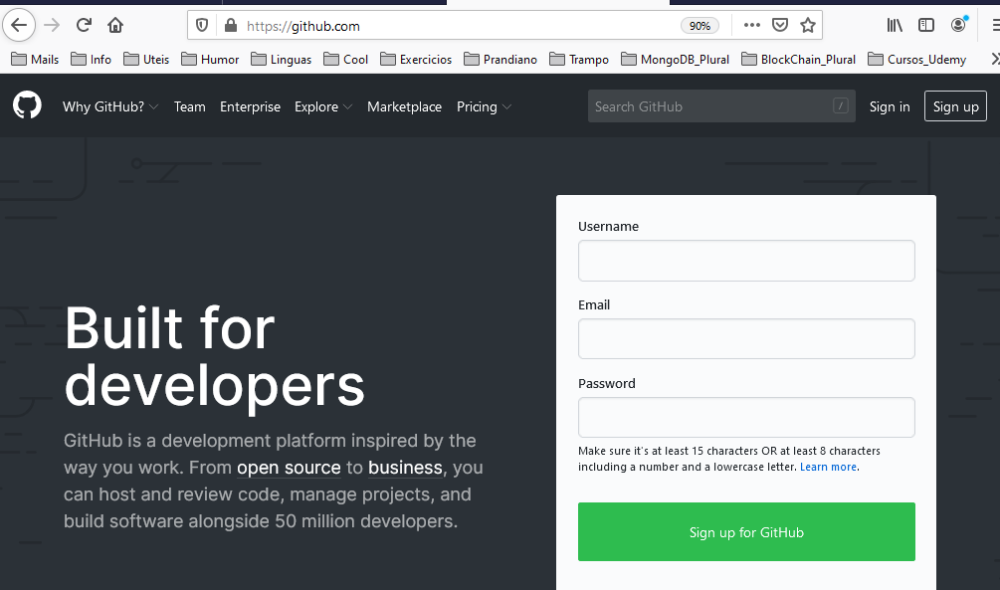 https://github.com 90%
Mails Info Uteis Humor Linguas Cool Exercicios Prandiano Trampo MongoDB_Plural BlockChain_Plural Cursos_Udemy
Why GitHub? Team Enterprise Explore Marketplace Pricing Search GitHub / Sign in Sign up
Built for
developers
GitHub is a development platform inspired by the
way you work. From open source to business, you
can host and review code, manage projects, and
build software alongside 50 million developers.
Username
Email
Password
Make sure it's at least 15 characters OR at least 8 characters
including a number and a lowercase letter. Learn more.
Sign up for GitHub